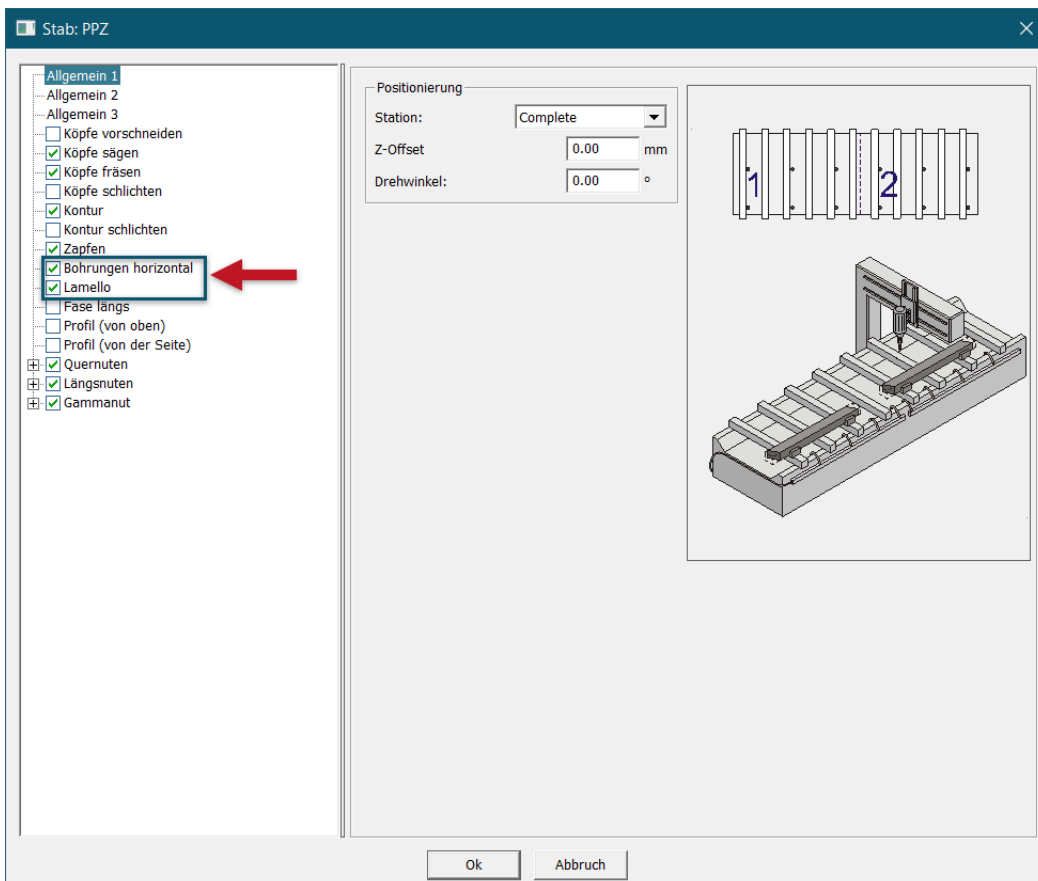 Stab: PPZ
Allgemein 1
Allgemein 2
Allgemein 3
Köpfe vorschneiden
Köpfe sägen
Köpfe fräsen
Köpfe schlichten
Kontur
Kontur schlichten
Zapfen
Bohrungen horizontal
Lamello
Fase längs
Profil (von oben)
Profil (von der Seite)
Quernuten
Längsnuten
Gammanut
Positionierung
Station: Complete
Z-Offset 0.00 mm
Drehwinkel: 0.00 °
1 2
Ok Abbruch